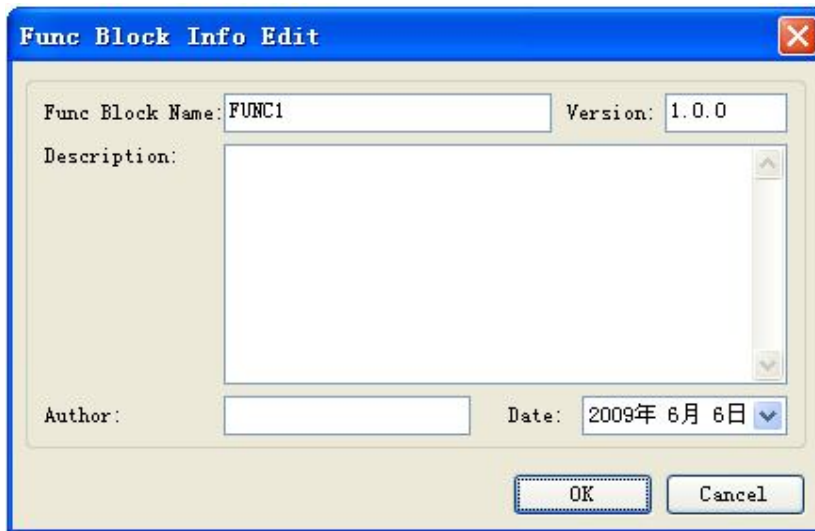 Func Block Info Edit
Func Block Name: FUNC1 Version: 1.0.0
Description:
Author: Date: 2009年 6月 6日
OK Cancel